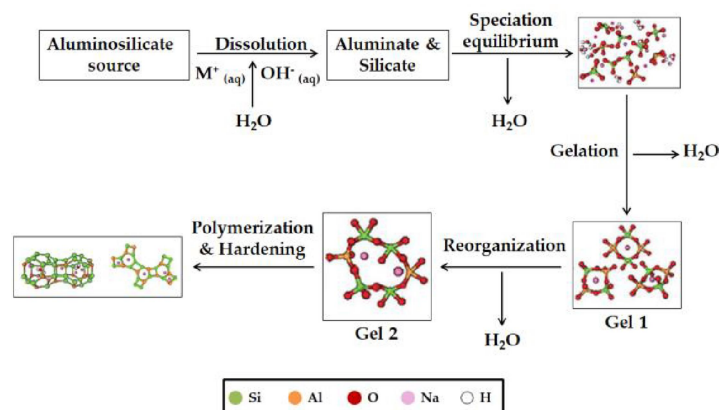 Aluminosilicate
source
Dissolution
M⁺ (aq) OH⁻ (aq)
H₂O
Aluminate &
Silicate
Speciation
equilibrium
H₂O
Gelation
H₂O
Gel 1
Reorganization
H₂O
Gel 2
Polymerization
& Hardening
Si Al O Na H